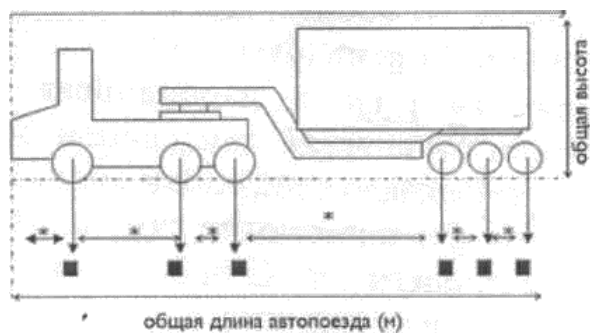 общая высота
*
* * * * *
общая длина автопоезда (м)